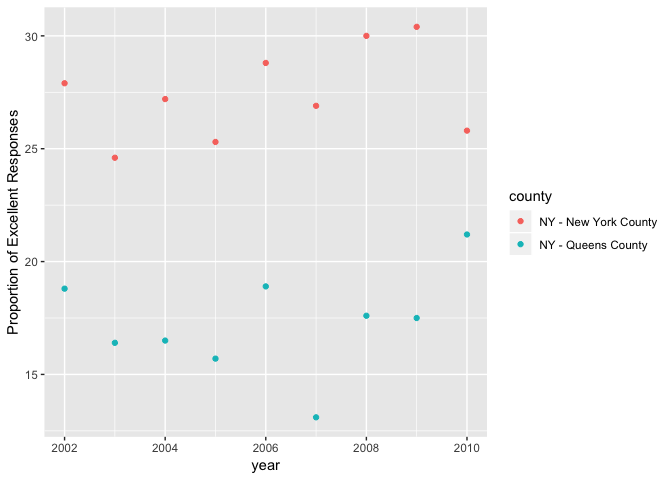 30
25
20
15
Proportion of Excellent Responses
2002 2004 2006 2008 2010
year
county
NY - New York County
NY - Queens County